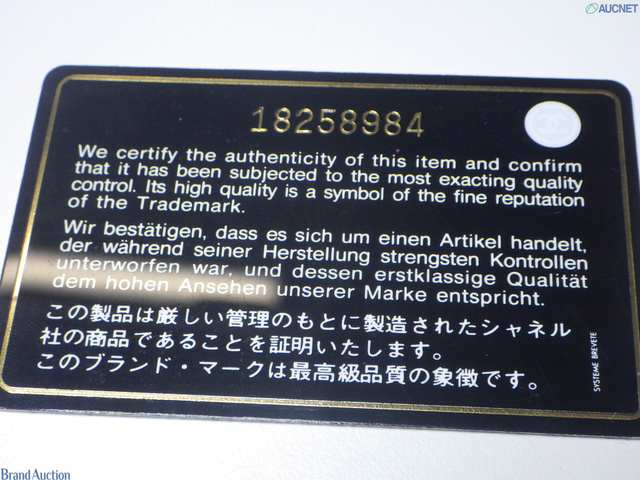 AUCNET
18258984
We certify the authenticity of this item and confirm
that it has been subjected to the most exacting quality
control. Its high quality is a symbol of the fine reputation
of the Trademark.
Wir bestätigen, dass es sich um einen Artikel handelt,
der während seiner Herstellung strengsten Kontrollen
unterworfen war, und dessen erstklassige Qualität
dem hohen Ansehen unserer Marke entspricht.
この製品は厳しい管理のもとに製造されたシャネル
社の商品であることを証明いたします。
このブランド・マークは最高級品質の象徴です。
SYSTEME BREVETE
Brand Auction